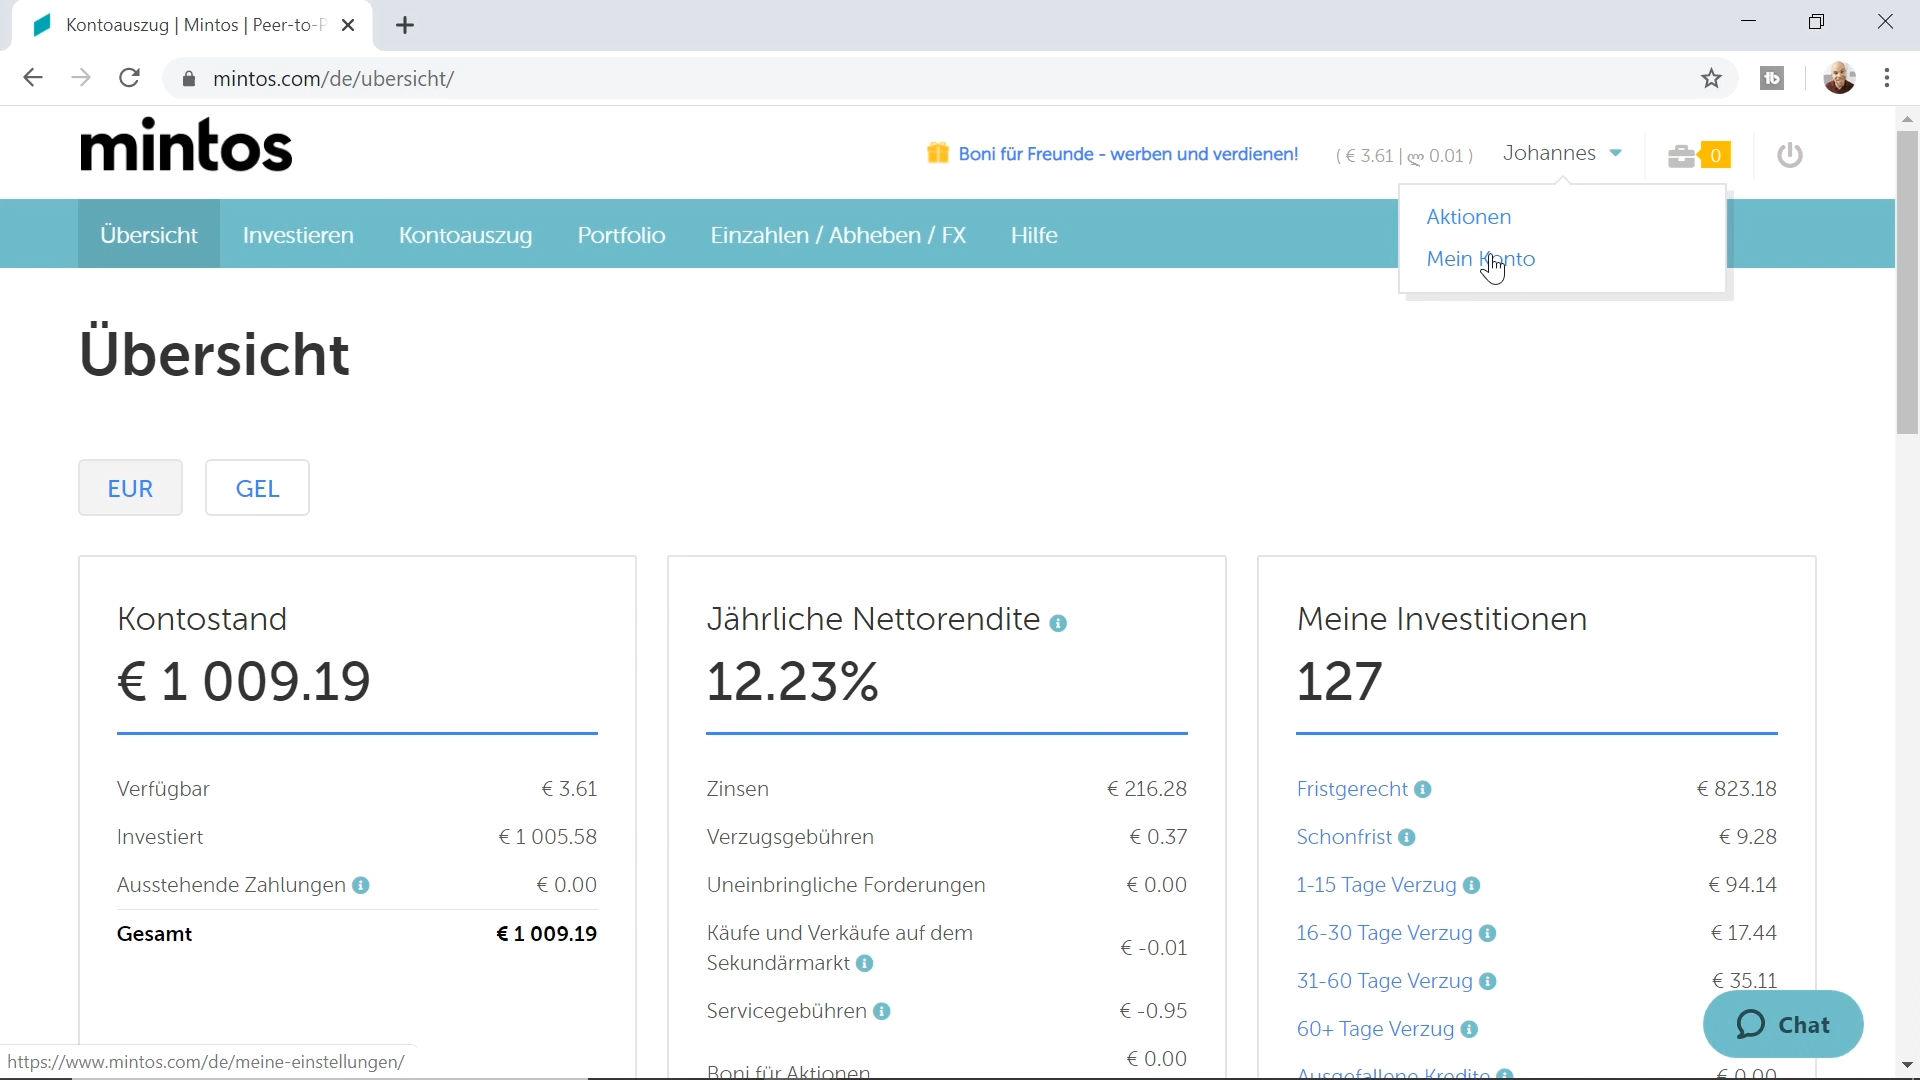 Kontoauszug | Mintos | Peer-to-P
mintos.com/de/ubersicht/
mintos
Boni für Freunde - werben und verdienen!
( € 3.61 | ლ 0.01 )
Johannes
0
Übersicht
Investieren
Kontoauszug
Portfolio
Einzahlen / Abheben / FX
Hilfe
Aktionen
Mein Konto
Übersicht
EUR
GEL
Kontostand
€ 1 009.19
Verfügbar € 3.61
Investiert € 1 005.58
Ausstehende Zahlungen € 0.00
Gesamt € 1 009.19
Jährliche Nettorendite
12.23%
Zinsen € 216.28
Verzugsgebühren € 0.37
Uneinbringliche Forderungen € 0.00
Käufe und Verkäufe auf dem
Sekundärmarkt € -0.01
Servicegebühren € -0.95
Boni für Aktionen € 0.00
Meine Investitionen
127
Fristgerecht € 823.18
Schonfrist € 9.28
1-15 Tage Verzug € 94.14
16-30 Tage Verzug € 17.44
31-60 Tage Verzug € 35.11
60+ Tage Verzug
Ausgefallene Kredite € 0.00
Chat
https://www.mintos.com/de/meine-einstellungen/